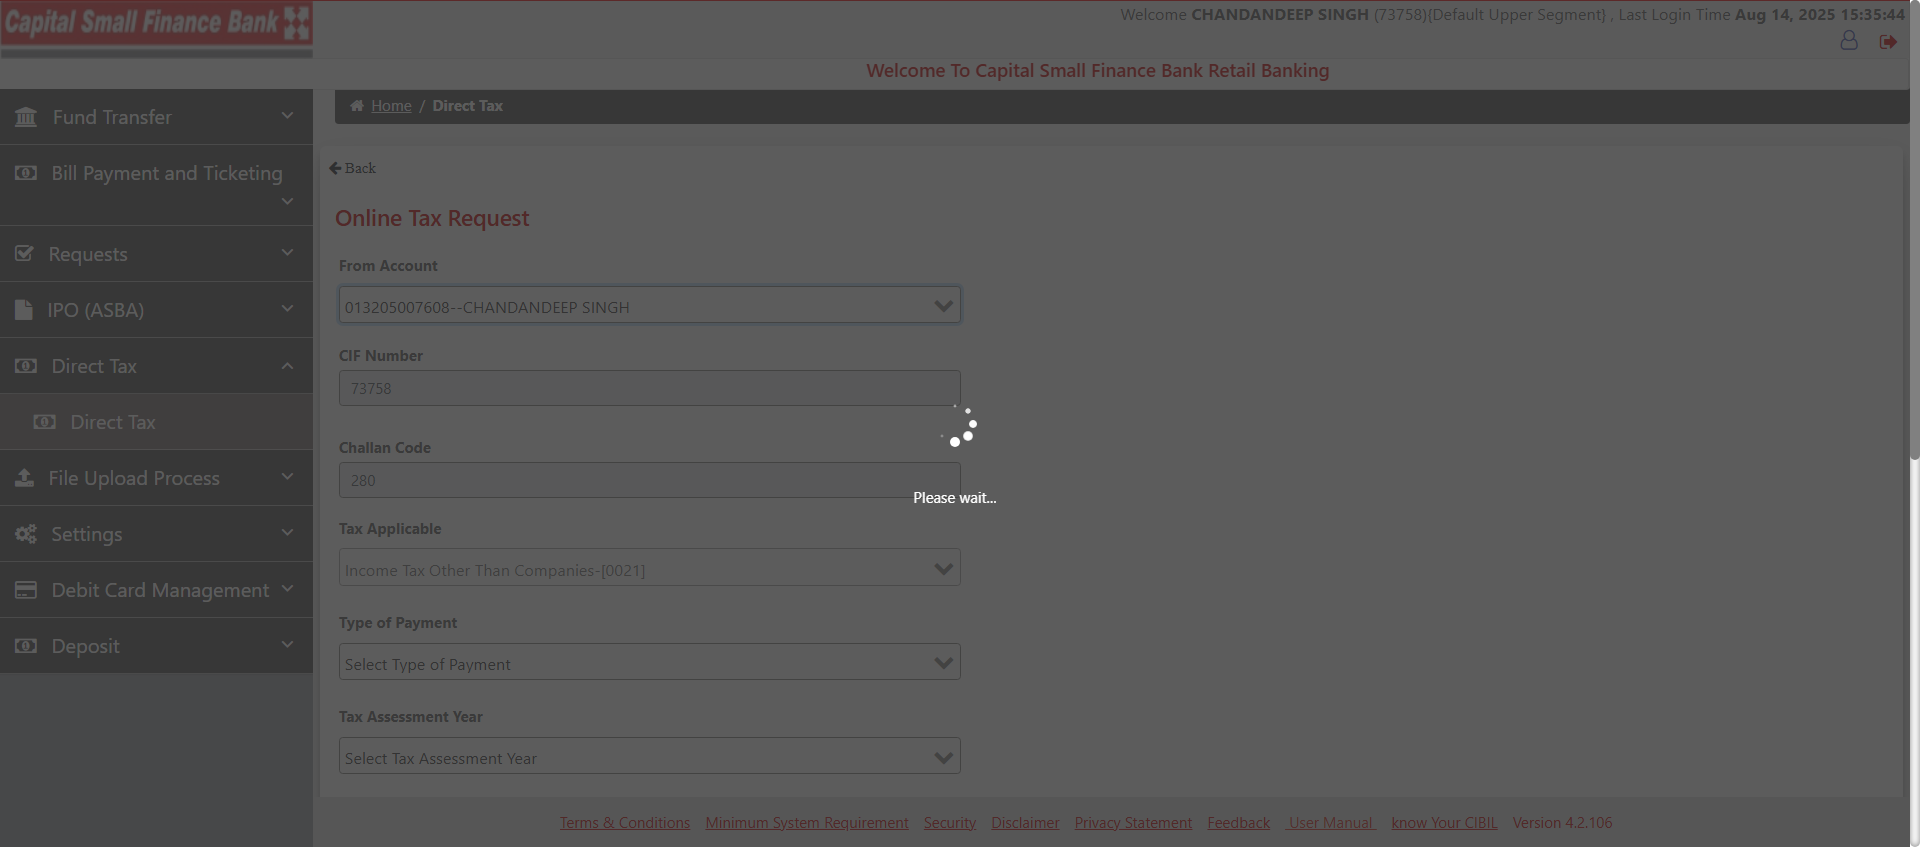 Capital Small Finance Bank
Welcome CHANDANDEEP SINGH (73758){Default Upper Segment} , Last Login Time Aug 14, 2025 15:35:44
Welcome To Capital Small Finance Bank Retail Banking
Fund Transfer
Bill Payment and Ticketing
Requests
IPO (ASBA)
Direct Tax
Direct Tax
File Upload Process
Settings
Debit Card Management
Deposit
Home / Direct Tax
Back
Online Tax Request
From Account
013205007608--CHANDANDEEP SINGH
CIF Number
73758
Challan Code
280
Please wait...
Tax Applicable
Income Tax Other Than Companies-[0021]
Type of Payment
Select Type of Payment
Tax Assessment Year
Select Tax Assessment Year
Terms & Conditions Minimum System Requirement Security Disclaimer Privacy Statement Feedback User Manual know Your CIBIL Version 4.2.106